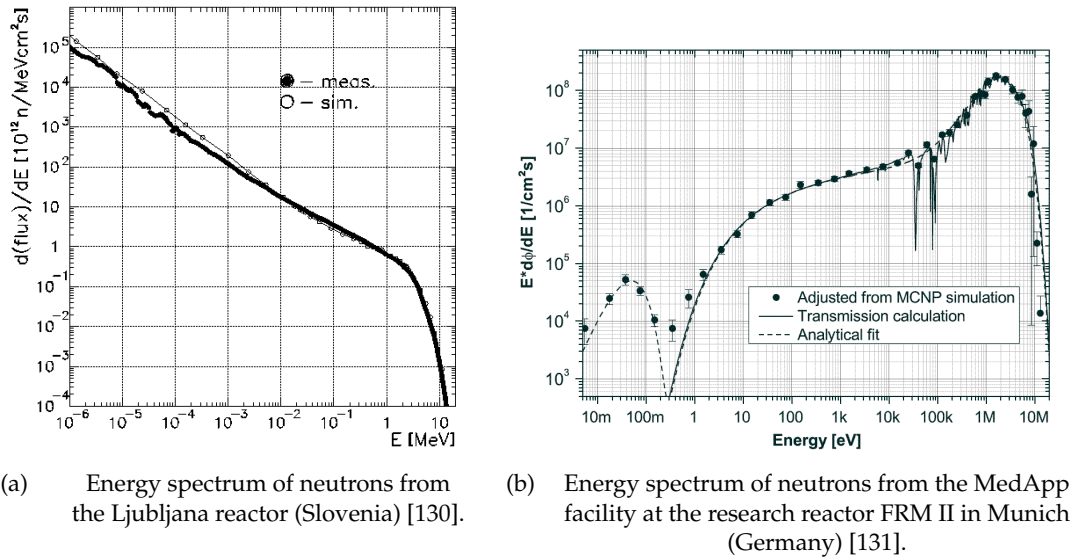 d(flux)/dE [10¹²n/MeVcm²s]
10⁵
10⁴
10³
10²
10
1
10⁻¹
10⁻²
10⁻³
10⁻⁴
10⁻⁶ 10⁻⁵ 10⁻⁴ 10⁻³ 10⁻² 10⁻¹ 1 10
E [MeV]
– meas.
– sim.
(a) Energy spectrum of neutrons from
the Ljubljana reactor (Slovenia) [130].
E*dϕ/dE [1/cm²s]
10⁸
10⁷
10⁶
10⁵
10⁴
10³
Adjusted from MCNP simulation
Transmission calculation
Analytical fit
10m 100m 1 10 100 1k 10k 100k 1M 10M
Energy [eV]
(b) Energy spectrum of neutrons from the MedApp
facility at the research reactor FRM II in Munich
(Germany) [131].